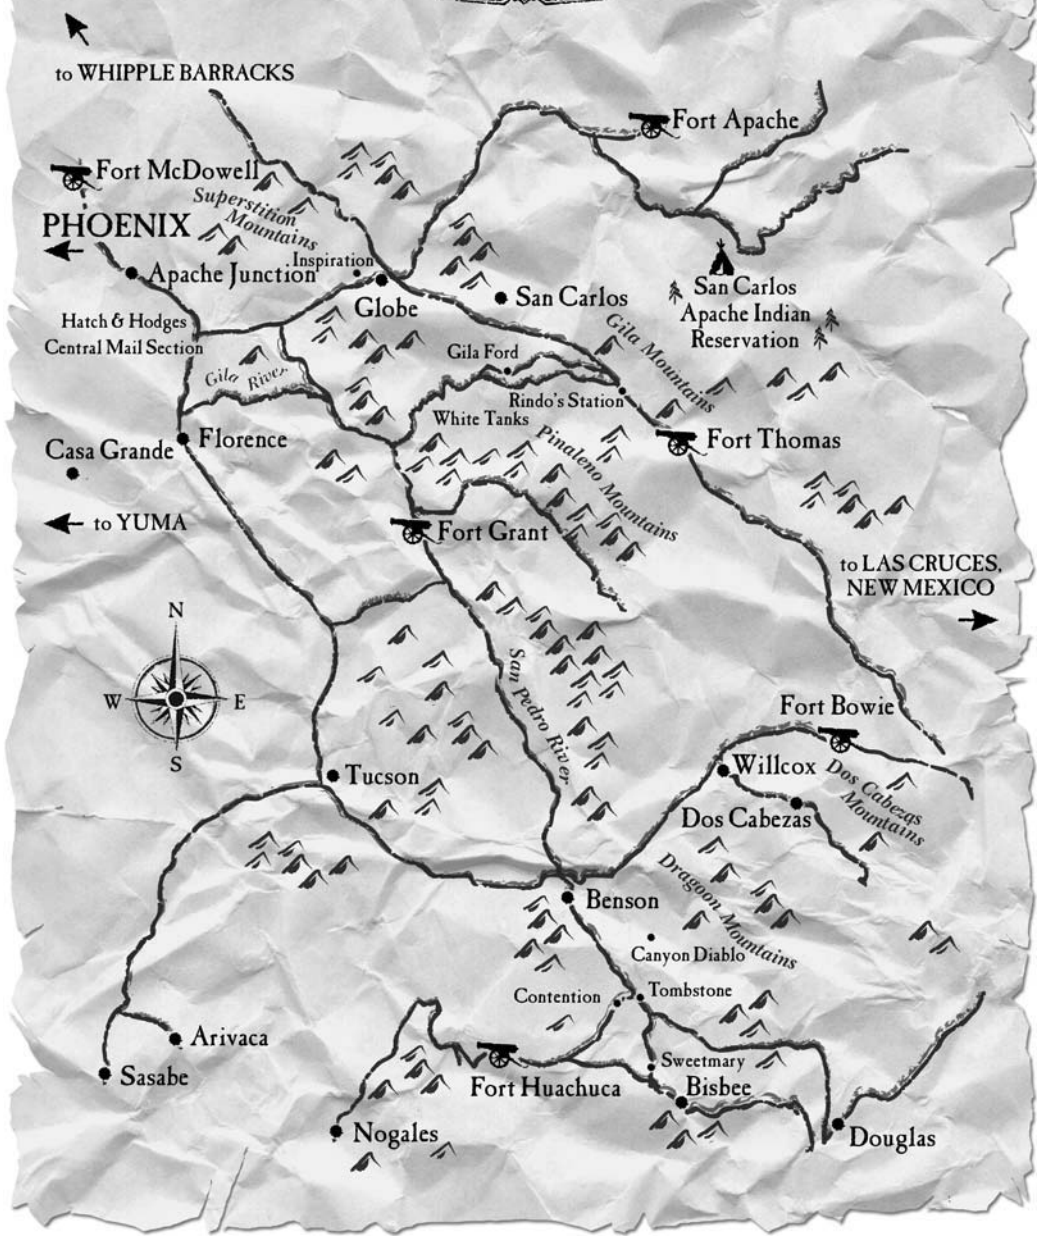 to WHIPPLE BARRACKS
Fort Apache
Fort McDowell
Superstition
Mountains
PHOENIX
Inspiration
Apache Junction
San Carlos
Apache Indian
Reservation
Globe
San Carlos
Hatch & Hodges
Central Mail Section
Gila Mountains
Gila Ford
Gila River
Rindo's Station
White Tanks
Florence
Fort Thomas
Pinaleno Mountains
Casa Grande
to YUMA
Fort Grant
to LAS CRUCES,
NEW MEXICO
N
W
E
S
San Pedro River
Fort Bowie
Willcox
Dos Cabezas
Mountains
Tucson
Dos Cabezas
Dragoon Mountains
Benson
Canyon Diablo
Contention
Tombstone
Arivaca
Sweetmary
Sasabe
Fort Huachuca
Bisbee
Nogales
Douglas